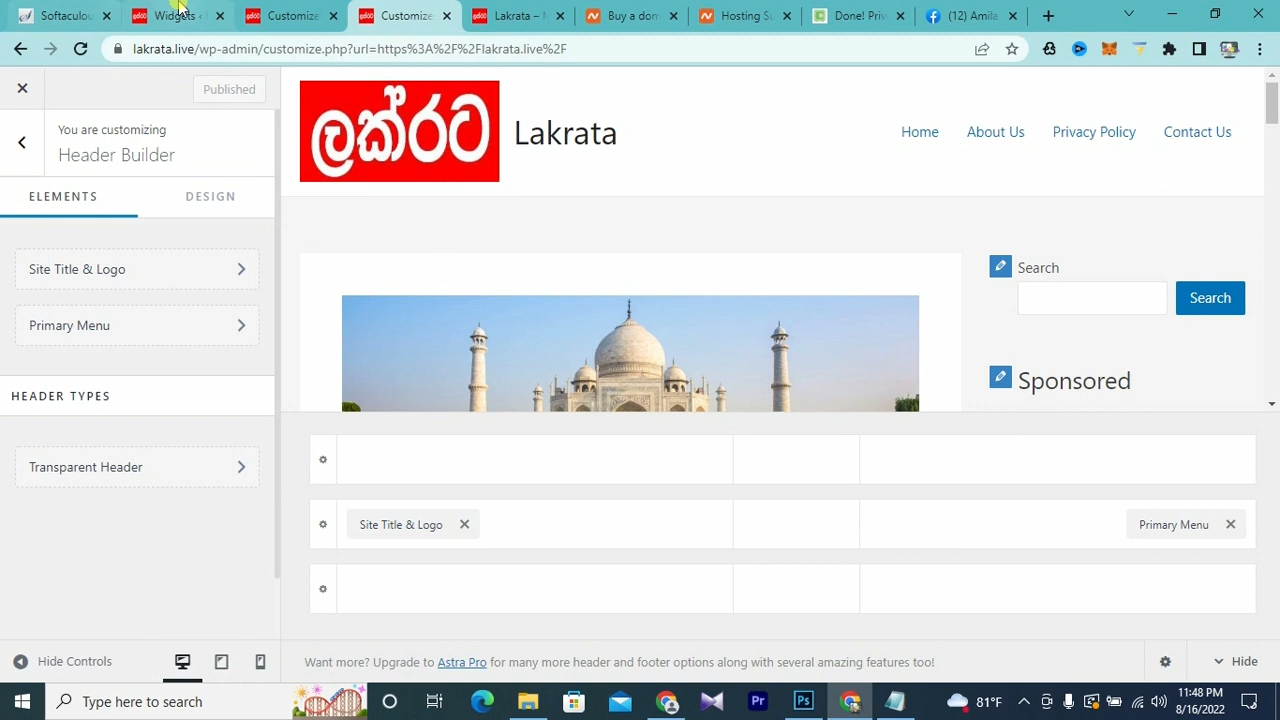 Softaculou
Widgets ‹
Customize
Customize
Lakrata –
Buy a dom
Hosting Su
Done! Priv
(12) Amila
lakrata.live/wp-admin/customize.php?url=https%3A%2F%2Flakrata.live%2F
Published
You are customizing
Header Builder
ELEMENTS
DESIGN
Site Title & Logo
Primary Menu
HEADER TYPES
Transparent Header
ලක්රට
Lakrata
Home
About Us
Privacy Policy
Contact Us
Search
Search
Sponsored
Site Title & Logo
Primary Menu
Hide Controls
Want more? Upgrade to Astra Pro for many more header and footer options along with several amazing features too!
Hide
Type here to search
81°F
11:48 PM
8/16/2022